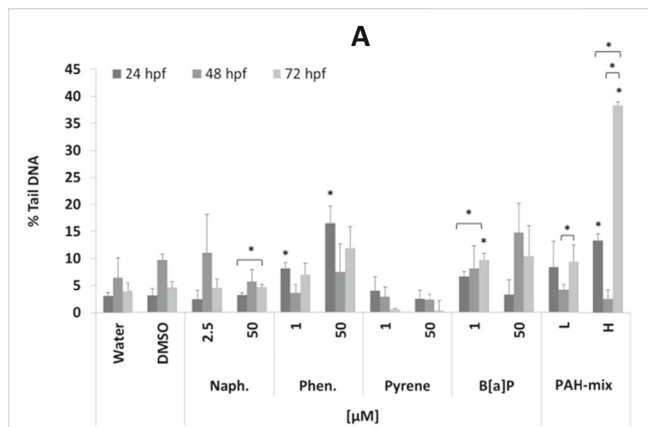 A
24 hpf 48 hpf 72 hpf
% Tail DNA
45
40
35
30
25
20
15
10
5
0
* * * * * * * * * *
Water DMSO 2.5 50 1 50 1 50 1 50 L H
Naph. Phen. Pyrene B[a]P PAH-mix
[µM]